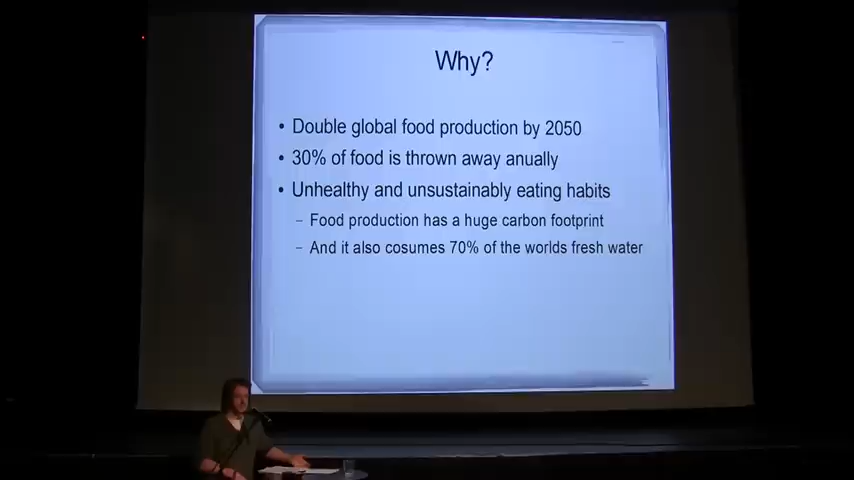 Why?
• Double global food production by 2050
• 30% of food is thrown away anually
• Unhealthy and unsustainably eating habits
– Food production has a huge carbon footprint
– And it also cosumes 70% of the worlds fresh water